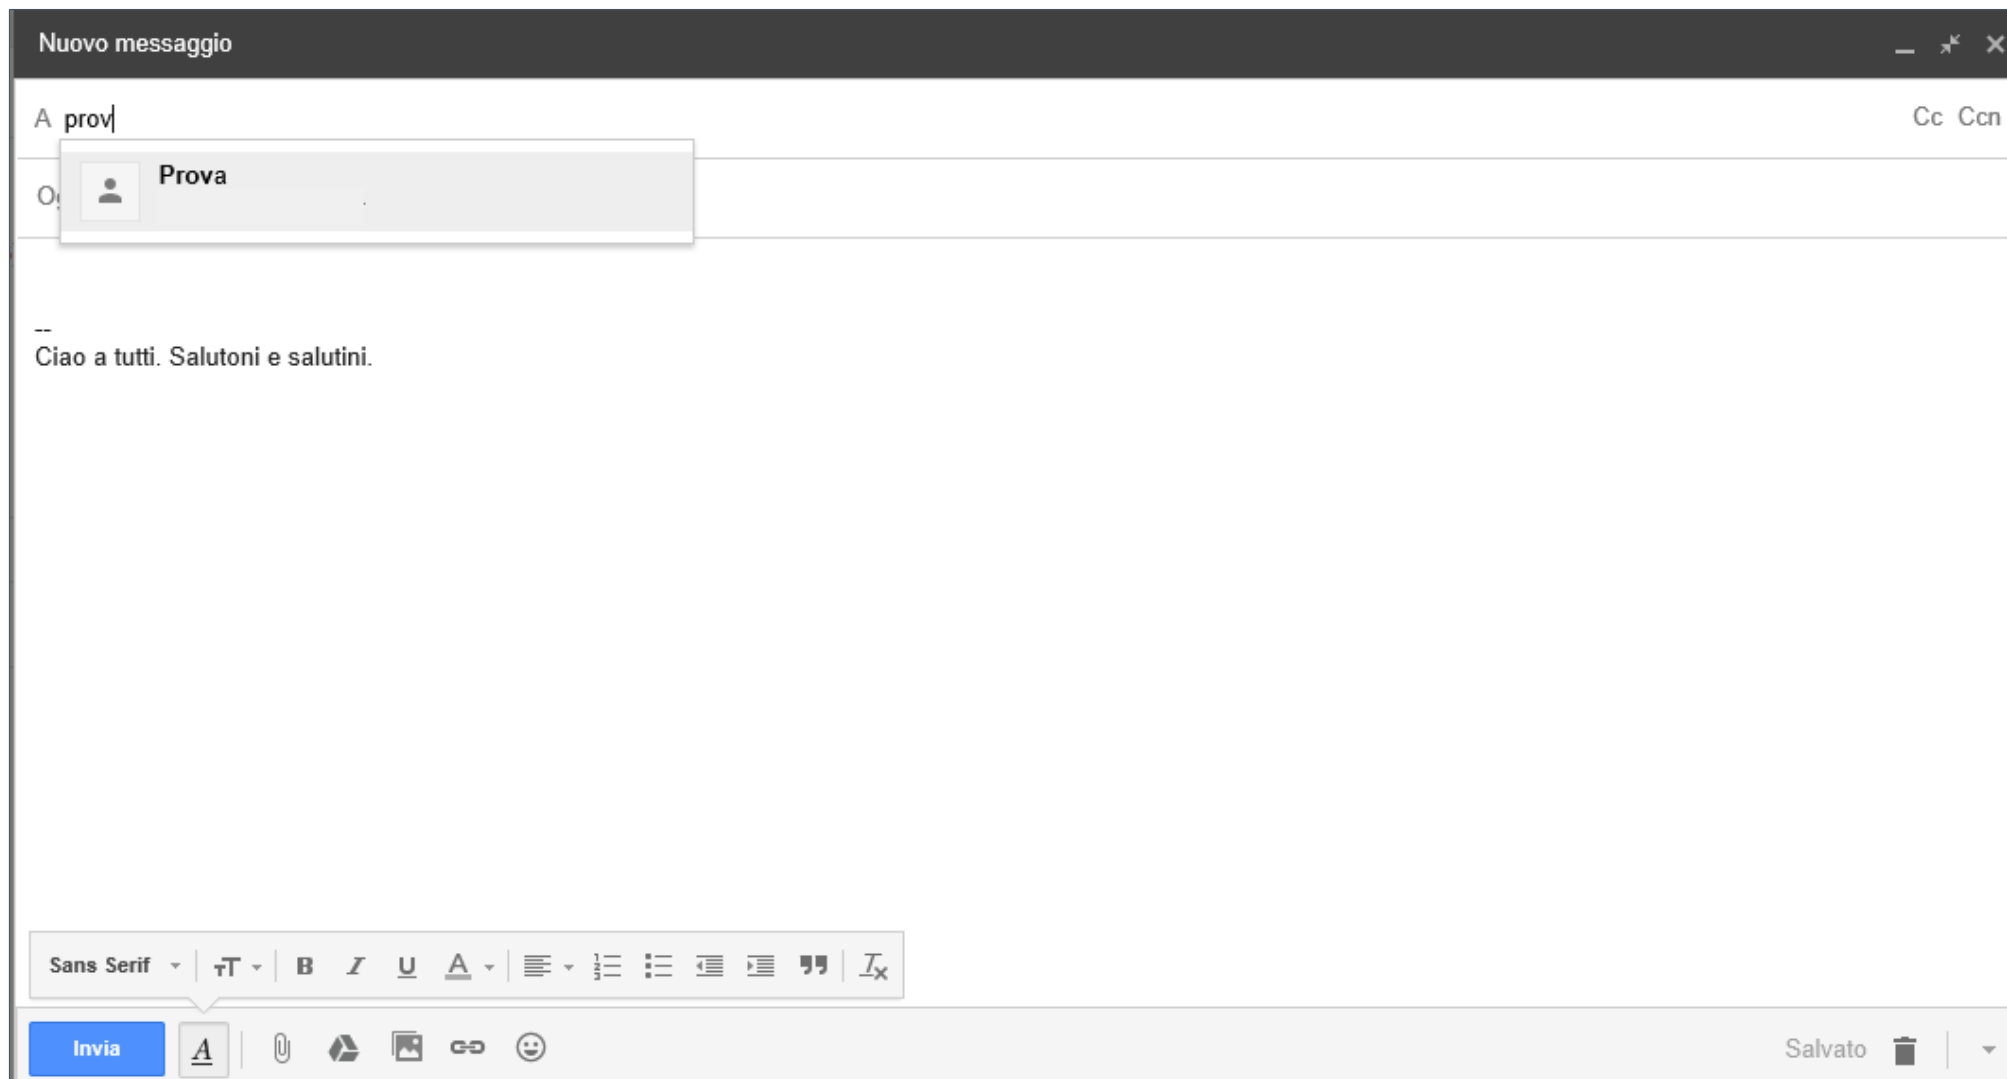 Nuovo messaggio
A prov Cc Ccn
Prova
--
Ciao a tutti. Salutoni e salutini.
Sans Serif
Invia Salvato